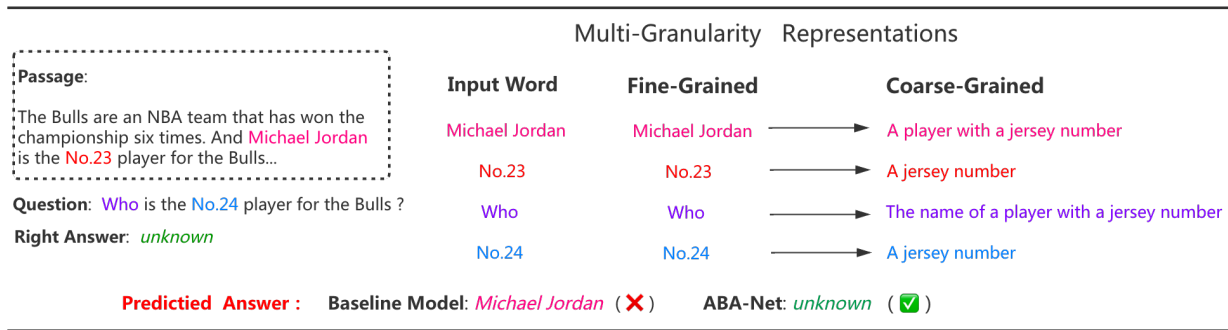 Multi-Granularity Representations
Passage:
The Bulls are an NBA team that has won the
championship six times. And Michael Jordan
is the No.23 player for the Bulls...
Question: Who is the No.24 player for the Bulls ?
Right Answer: unknown
Input Word Fine-Grained Coarse-Grained
Michael Jordan Michael Jordan A player with a jersey number
No.23 No.23 A jersey number
Who Who The name of a player with a jersey number
No.24 No.24 A jersey number
Predictied Answer : Baseline Model: Michael Jordan ( ❌ ) ABA-Net: unknown ( ✅ )